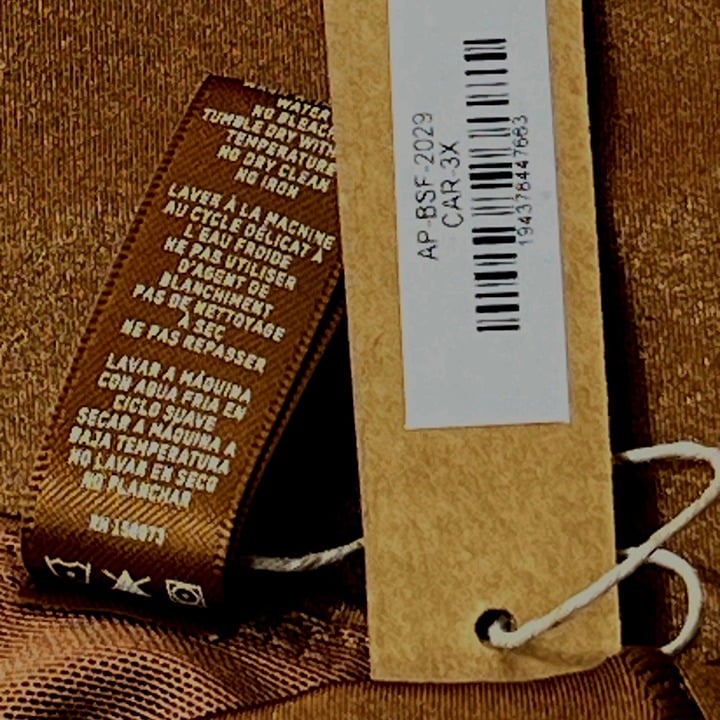 WATER
NO BLEACH
TUMBLE DRY WITH
TEMPERATURE
NO DRY CLEAN
NO IRON
LAVER À LA MACHINE
AU CYCLE DÉLICAT À
L'EAU FROIDE
NE PAS UTILISER
D'AGENT DE
BLANCHIMENT
PAS DE NETTOYAGE
À SEC
NE PAS REPASSER
LAVAR A MÁQUINA
CON AGUA FRIA EN
CICLO SUAVE
SECAR A MÁQUINA A
BAJA TEMPERATURA
NO LAVAR EN SECO
NO PLANCHAR
AP-BSF-2029
CAR-3X
194378447683